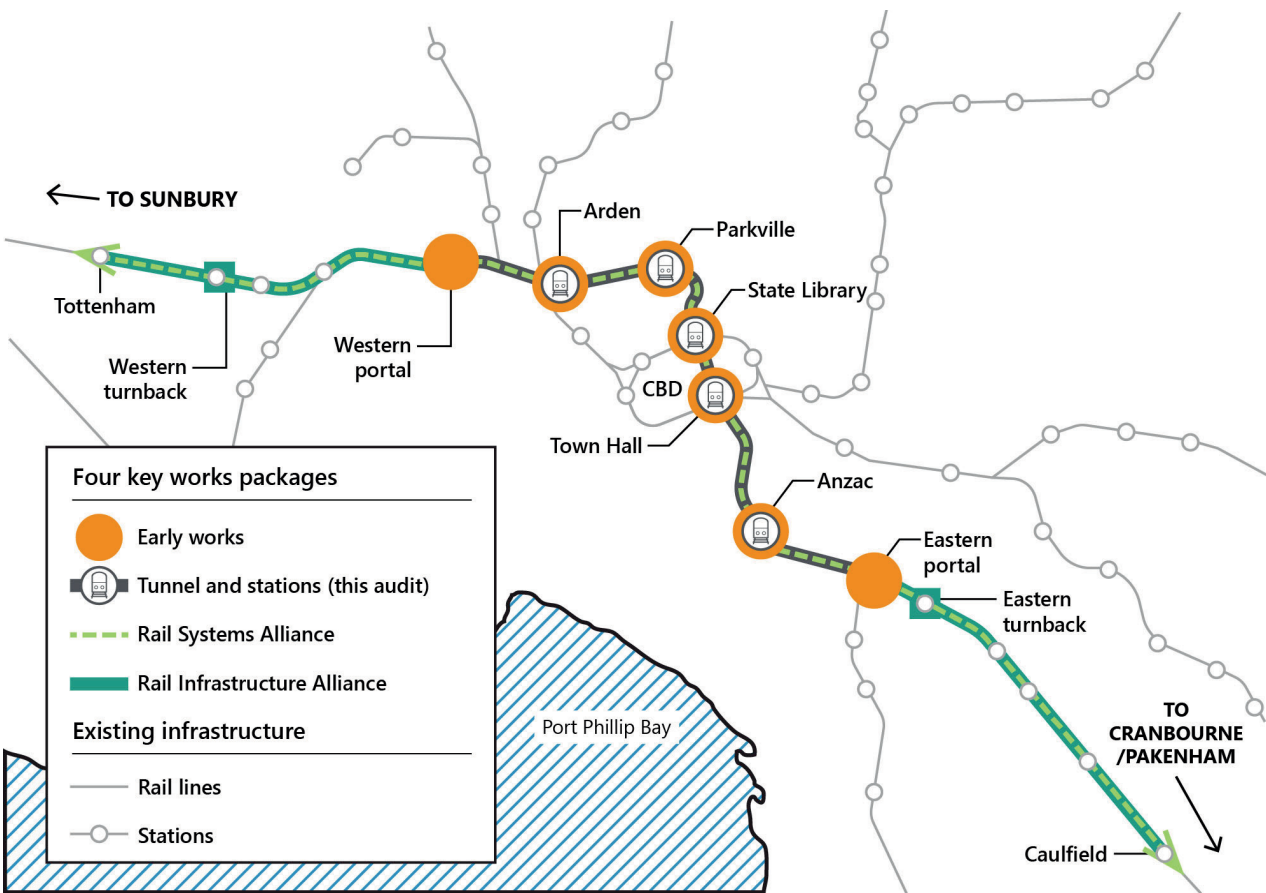 TO SUNBURY
Arden
Parkville
State Library
Tottenham
Western
turnback
Western
portal
CBD
Town Hall
Anzac
Eastern
portal
Eastern
turnback
Four key works packages
Early works
Tunnel and stations (this audit)
Rail Systems Alliance
Rail Infrastructure Alliance
Existing infrastructure
Rail lines
Stations
Port Phillip Bay
TO
CRANBOURNE
/PAKENHAM
Caulfield